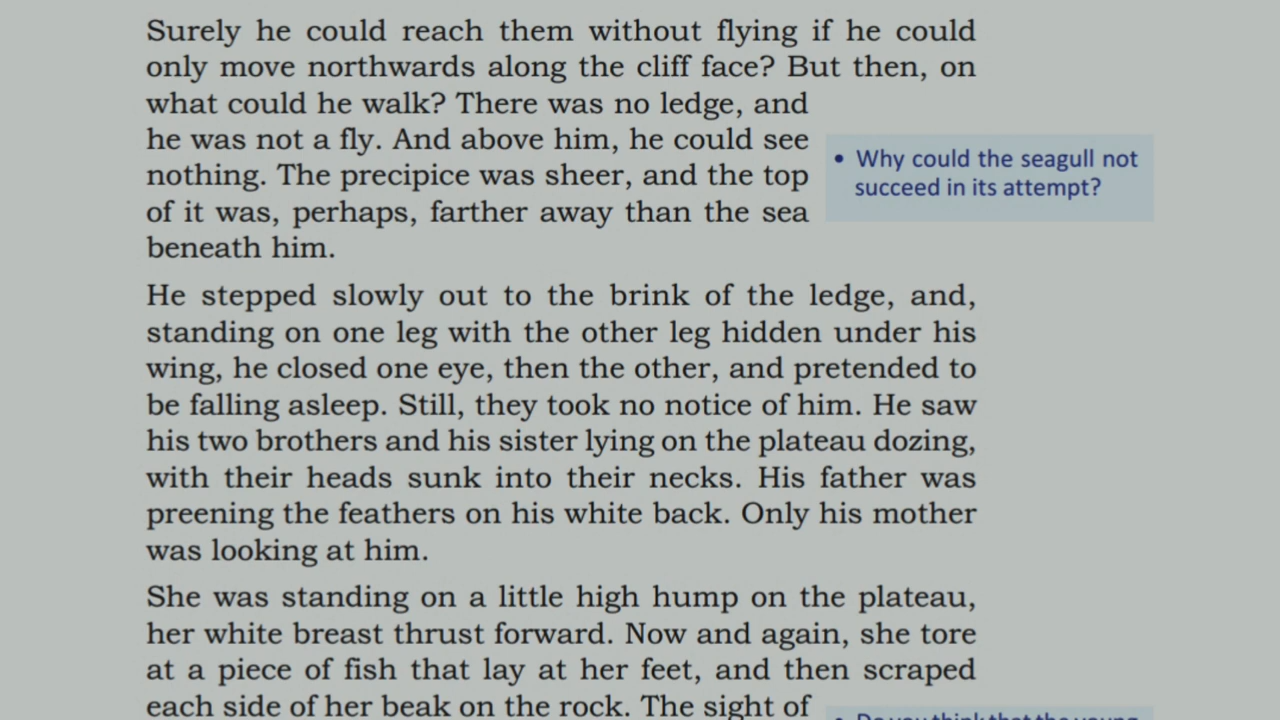 Surely he could reach them without flying if he could
only move northwards along the cliff face? But then, on
what could he walk? There was no ledge, and
he was not a fly. And above him, he could see
nothing. The precipice was sheer, and the top
of it was, perhaps, farther away than the sea
beneath him.
• Why could the seagull not
succeed in its attempt?
He stepped slowly out to the brink of the ledge, and,
standing on one leg with the other leg hidden under his
wing, he closed one eye, then the other, and pretended to
be falling asleep. Still, they took no notice of him. He saw
his two brothers and his sister lying on the plateau dozing,
with their heads sunk into their necks. His father was
preening the feathers on his white back. Only his mother
was looking at him.
She was standing on a little high hump on the plateau,
her white breast thrust forward. Now and again, she tore
at a piece of fish that lay at her feet, and then scraped
each side of her beak on the rock. The sight of
• Do you think that the young